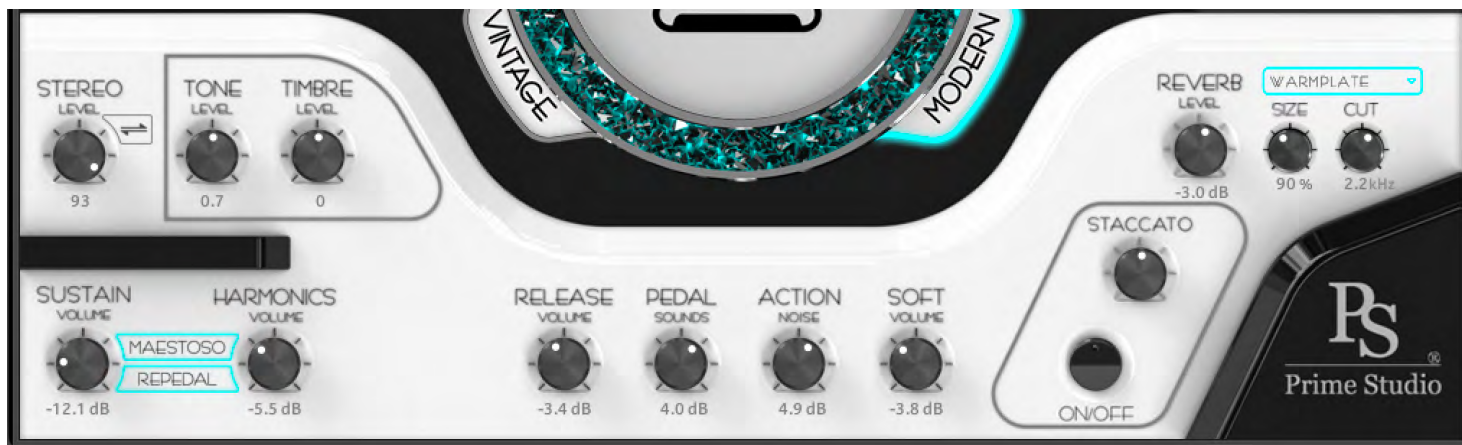 VINTAGE
MODERN
STEREO
LEVEL
93
TONE
LEVEL
0.7
TIMBRE
LEVEL
0
REVERB
LEVEL
-3.0 dB
WARMPLATE
SIZE
90 %
CUT
2.2kHz
STACCATO
ON/OFF
SUSTAIN
VOLUME
-12.1 dB
MAESTOSO
REPEDAL
HARMONICS
VOLUME
-5.5 dB
RELEASE
VOLUME
-3.4 dB
PEDAL
SOUNDS
4.0 dB
ACTION
NOISE
4.9 dB
SOFT
VOLUME
-3.8 dB
PS
®
Prime Studio